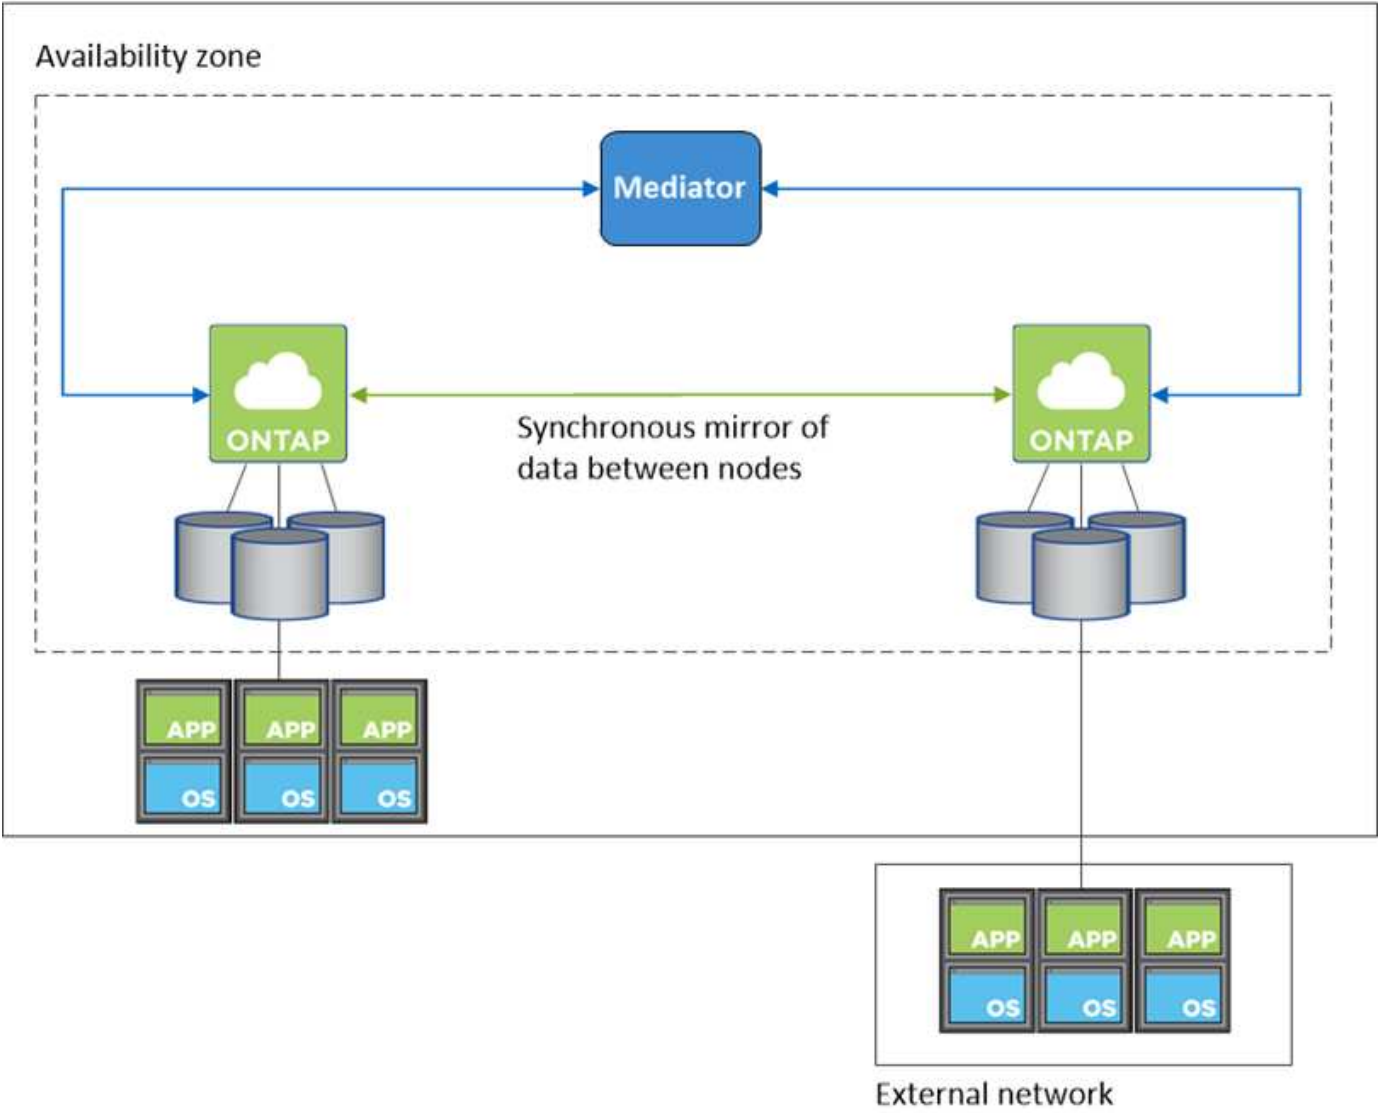 Availability zone
Mediator
ONTAP
ONTAP
Synchronous mirror of
data between nodes
APP
APP
APP
OS
OS
OS
APP
APP
APP
OS
OS
OS
External network